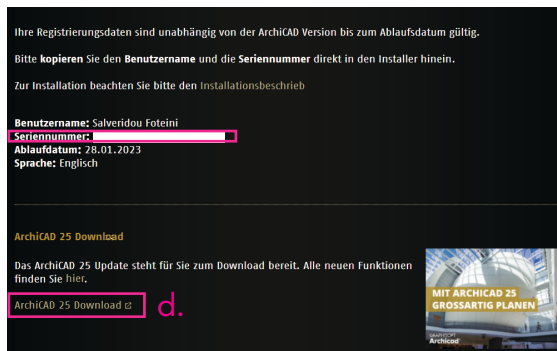 Ihre Registrierungsdaten sind unabhängig von der ArchiCAD Version bis zum Ablaufsdatum gültig.
Bitte kopieren Sie den Benutzername und die Seriennummer direkt in den Installer hinein.
Zur Installation beachten Sie bitte den Installationsbeschrieb
Benutzername: Salveridou Foteini
Seriennummer:
Ablaufdatum: 28.01.2023
Sprache: Englisch
ArchiCAD 25 Download
Das ArchiCAD 25 Update steht für Sie zum Download bereit. Alle neuen Funktionen
finden Sie hier.
ArchiCAD 25 Download
d.
MIT ARCHICAD 25
GROSSARTIG PLANEN
GRAPHISOFT
Archicad